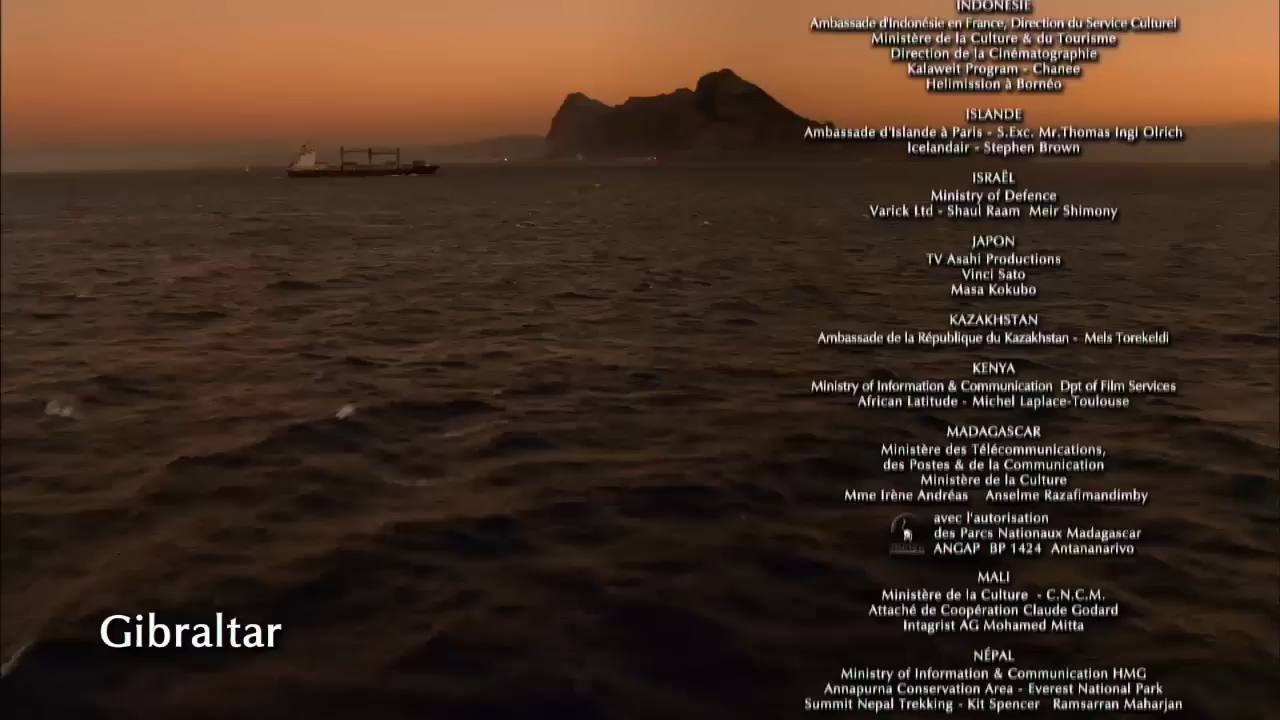 INDONÉSIE
Ambassade d'Indonésie en France, Direction du Service Culturel
Ministère de la Culture & du Tourisme
Direction de la Cinématographie
Kalaweit Program - Chanee
Helimission à Bornéo
ISLANDE
Ambassade d'Islande à Paris - S.Exc. Mr.Thomas Ingi Olrich
Icelandair - Stephen Brown
ISRAËL
Ministry of Defence
Varick Ltd - Shaul Raam Meir Shimony
JAPON
TV Asahi Productions
Vinci Sato
Masa Kokubo
KAZAKHSTAN
Ambassade de la République du Kazakhstan - Mels Torekeldi
KENYA
Ministry of Information & Communication Dpt of Film Services
African Latitude - Michel Laplace-Toulouse
MADAGASCAR
Ministère des Télécommunications,
des Postes & de la Communication
Ministère de la Culture
Mme Irène Andréas Anselme Razafimandimby
avec l'autorisation
des Parcs Nationaux Madagascar
ANGAP BP 1424 Antananarivo
MALI
Ministère de la Culture - C.N.C.M.
Attaché de Coopération Claude Godard
Intagrist AG Mohamed Mitta
NÉPAL
Ministry of Information & Communication HMG
Annapurna Conservation Area - Everest National Park
Summit Nepal Trekking - Kit Spencer Ramsarran Maharjan
Gibraltar